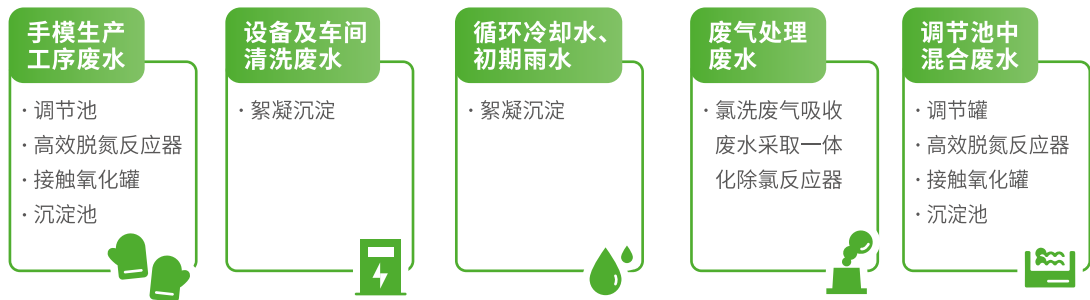 手模生产
工序废水
· 调节池
· 高效脱氮反应器
· 接触氧化罐
· 沉淀池
设备及车间
清洗废水
· 絮凝沉淀
循环冷却水、
初期雨水
· 絮凝沉淀
废气处理
废水
· 氯洗废气吸收
废水采取一体
化除氯反应器
调节池中
混合废水
· 调节罐
· 高效脱氮反应器
· 接触氧化罐
· 沉淀池